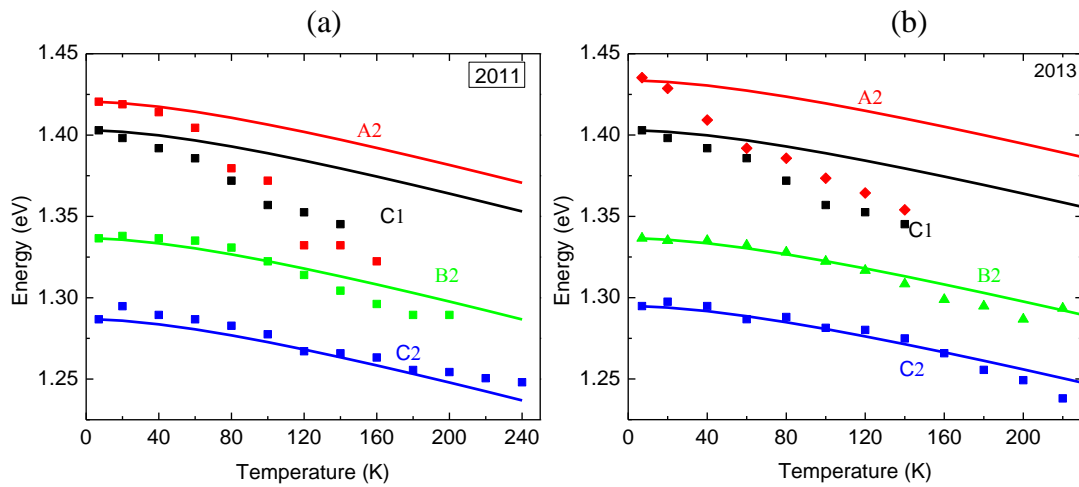 (a)
(b)
2011
2013
1.45
1.40
1.35
1.30
1.25
Energy (eV)
A2
C1
B2
C2
0 40 80 120 160 200 240
Temperature (K)
1.45
1.40
1.35
1.30
1.25
Energy (eV)
A2
C1
B2
C2
0 40 80 120 160 200
Temperature (K)